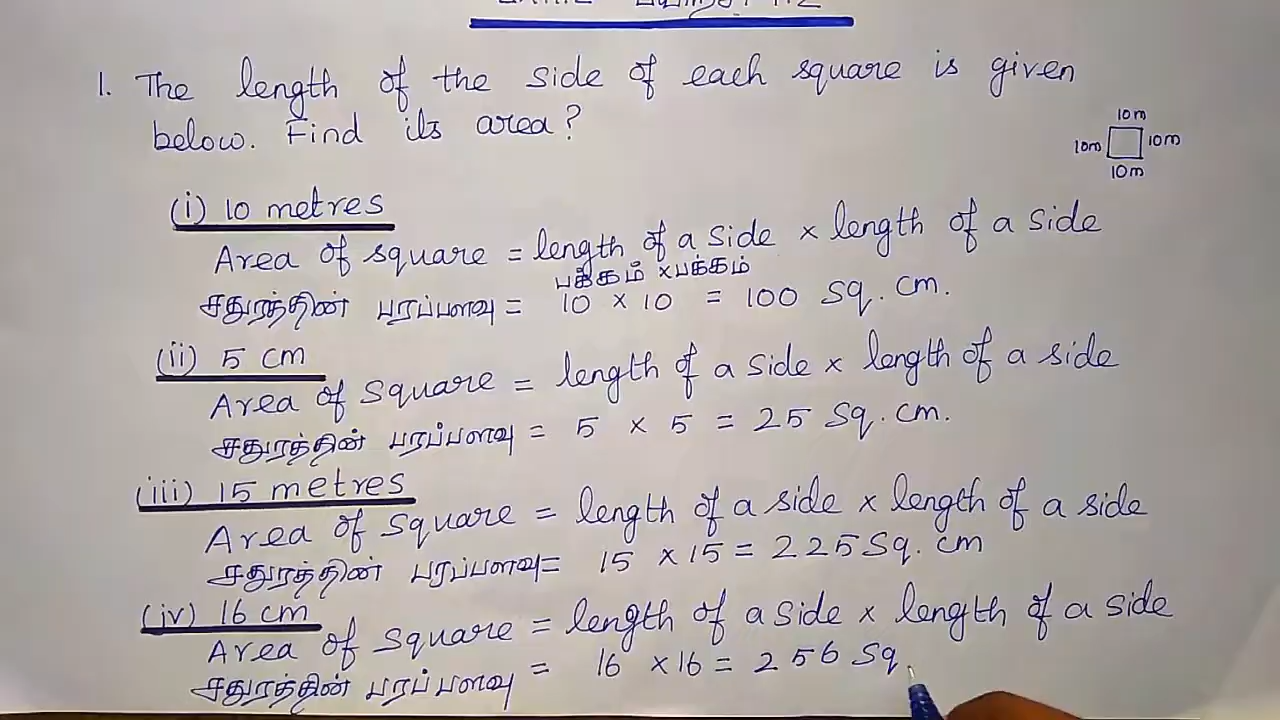 1. The length of the side of each square is given
below. Find its area?
10m
10m 10m
10m
(i) 10 metres
Area of square = length of a side × length of a side
பக்கம் × பக்கம்
சதுரத்தின் பரப்பளவு = 10 × 10 = 100 Sq. cm.
(ii) 5 cm
Area of square = length of a side × length of a side
சதுரத்தின் பரப்பளவு = 5 × 5 = 25 Sq. cm.
(iii) 15 metres
Area of square = length of a side × length of a side
சதுரத்தின் பரப்பளவு = 15 × 15 = 225 Sq. cm
(iv) 16 cm
Area of square = length of a side × length of a side
சதுரத்தின் பரப்பளவு = 16 × 16 = 256 Sq.